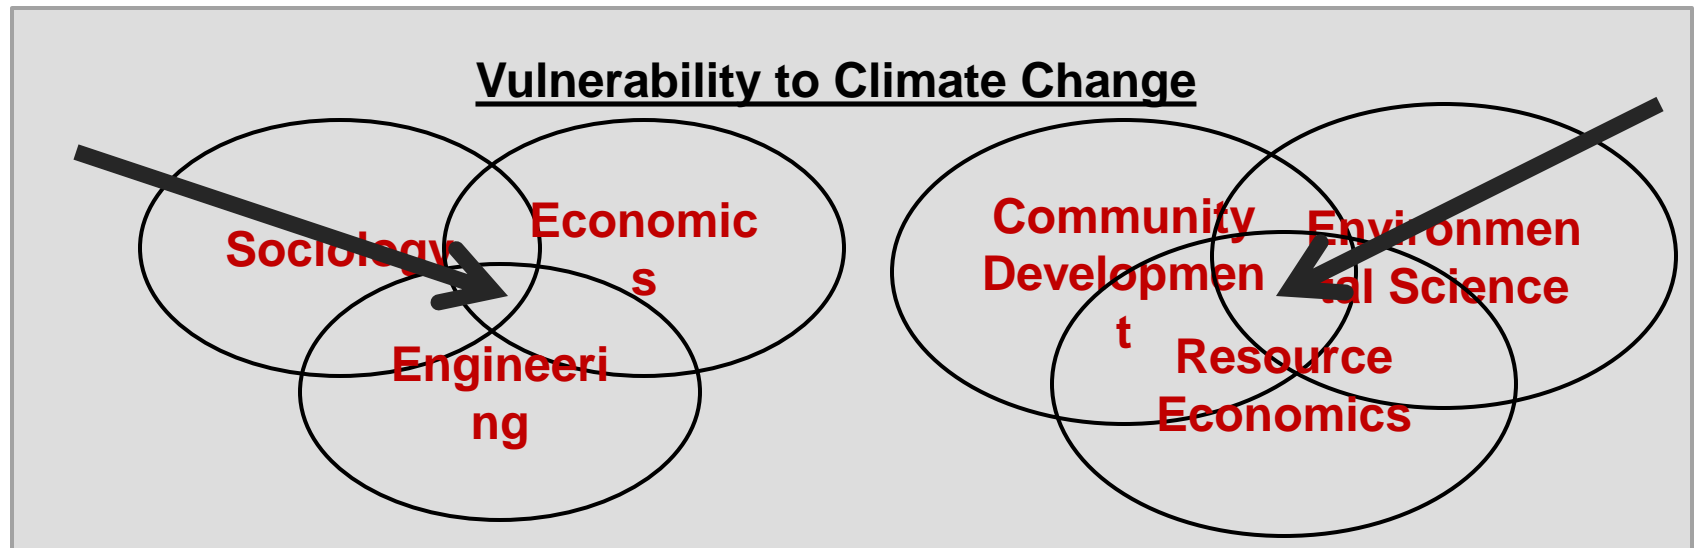 Vulnerability to Climate Change
Sociology
Economic
s
Engineeri
ng
Community
Developmen
t
Environmen
tal Science
Resource
Economics